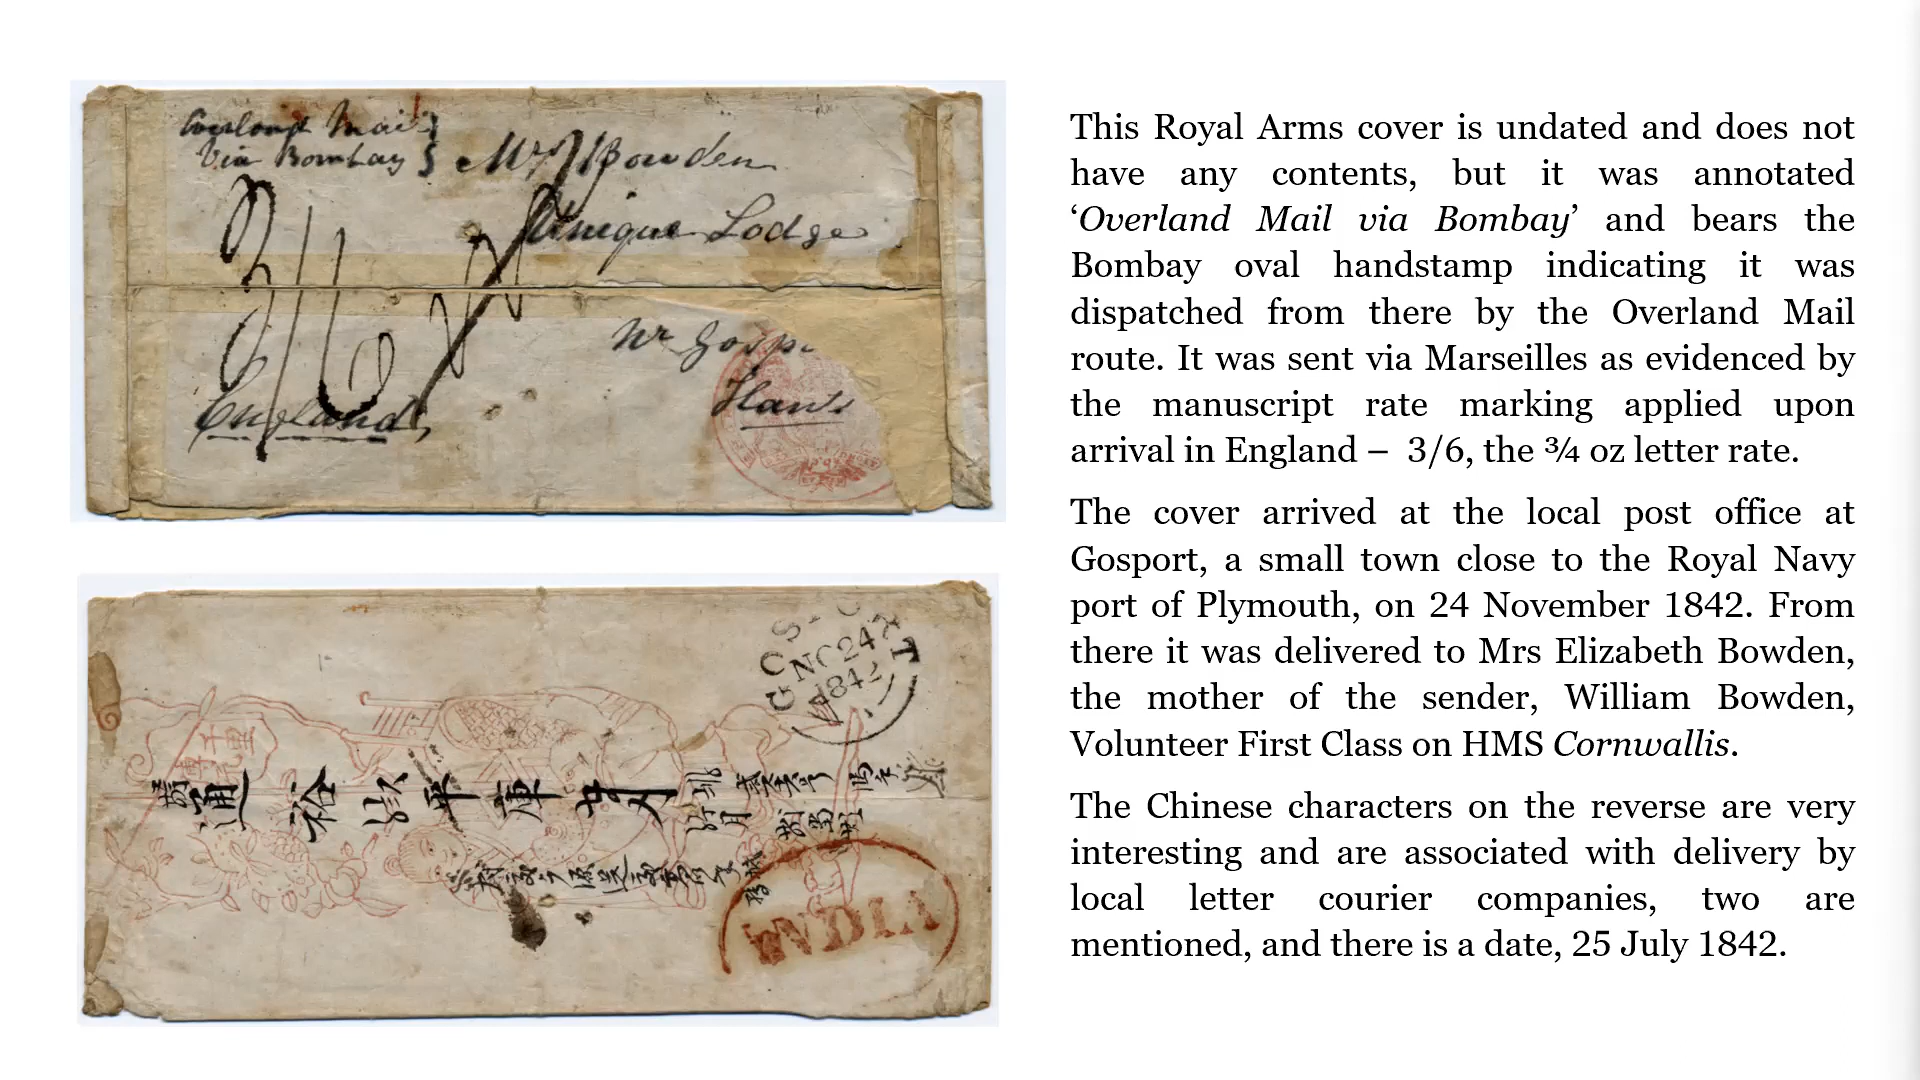 Overland Mail
Via Bombay
Mrs Bowden
Unique Lodge
3/6
Nr Gosp
Hants
England
GOSPORT
NO 24
1842
INDIA
This Royal Arms cover is undated and does not
have any contents, but it was annotated
‘Overland Mail via Bombay’ and bears the
Bombay oval handstamp indicating it was
dispatched from there by the Overland Mail
route. It was sent via Marseilles as evidenced by
the manuscript rate marking applied upon
arrival in England – 3/6, the ¾ oz letter rate.
The cover arrived at the local post office at
Gosport, a small town close to the Royal Navy
port of Plymouth, on 24 November 1842. From
there it was delivered to Mrs Elizabeth Bowden,
the mother of the sender, William Bowden,
Volunteer First Class on HMS Cornwallis.
The Chinese characters on the reverse are very
interesting and are associated with delivery by
local letter courier companies, two are
mentioned, and there is a date, 25 July 1842.